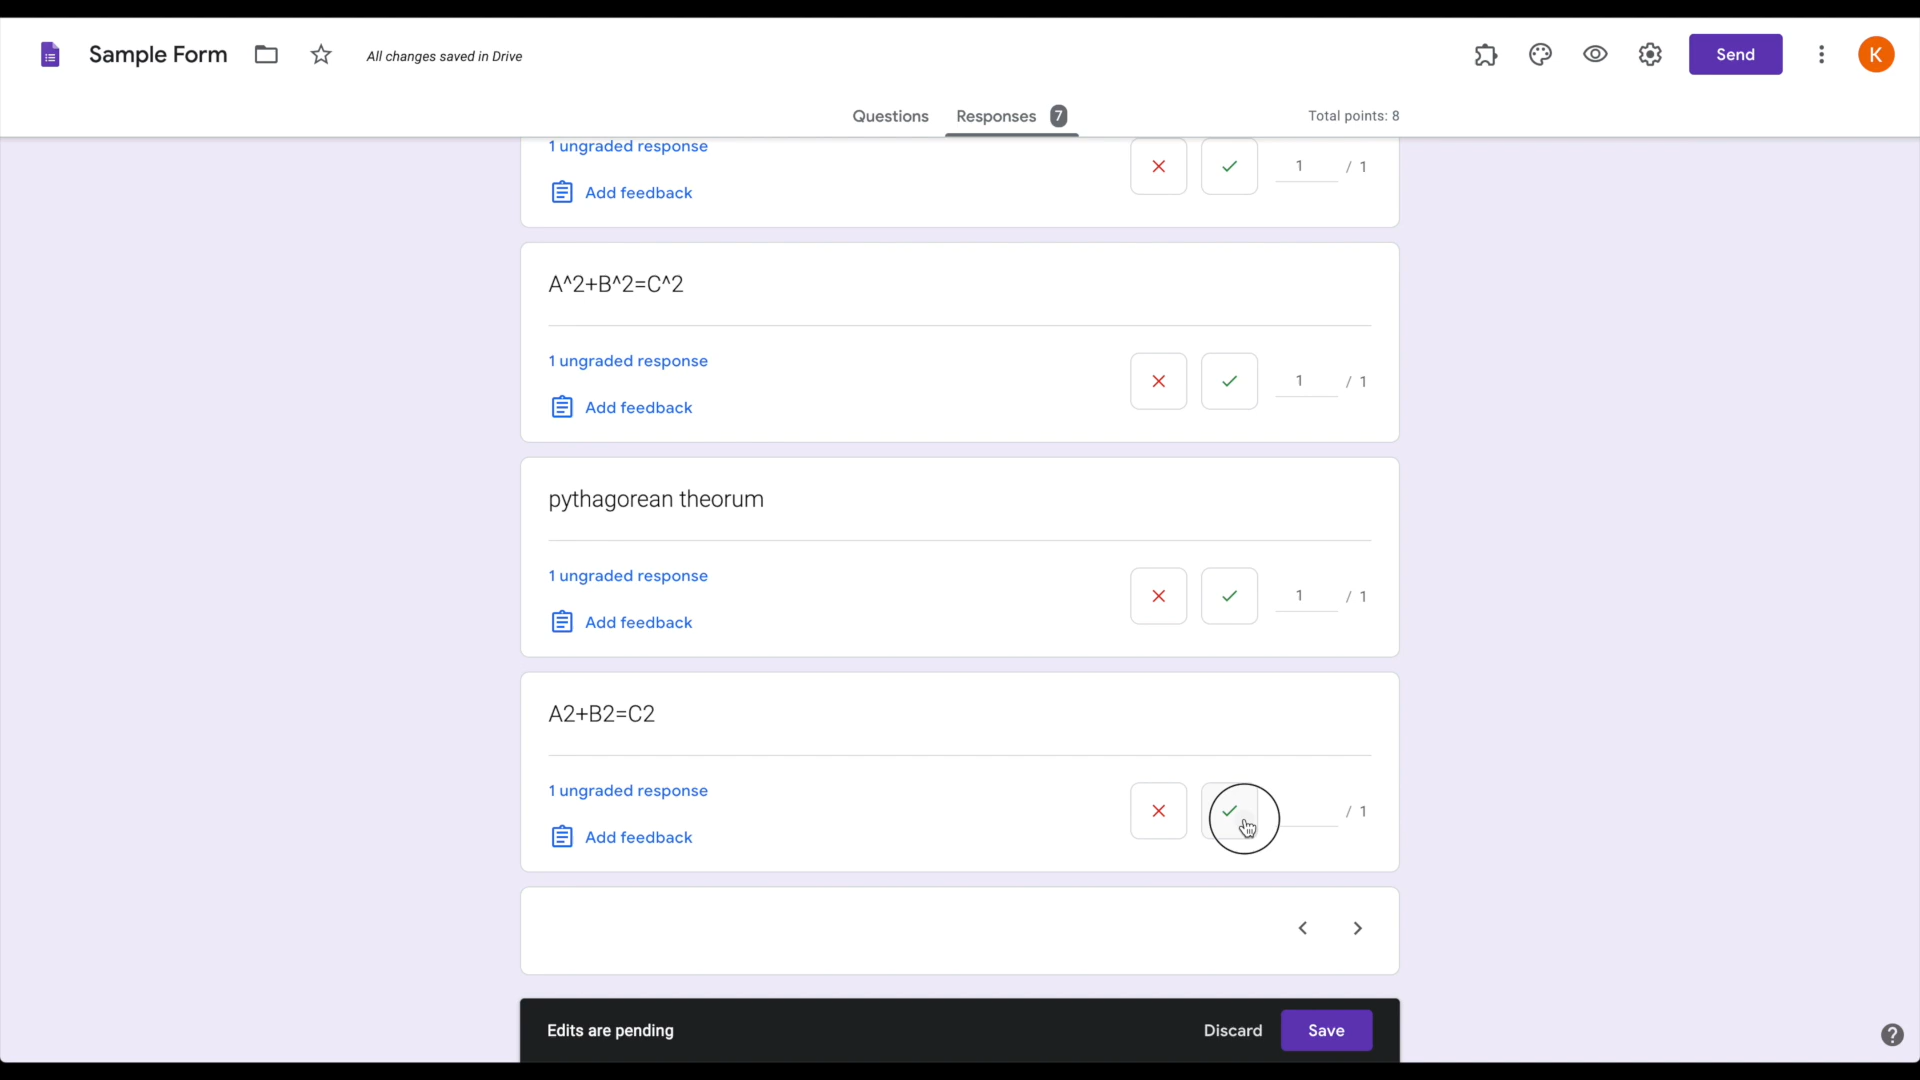 Sample Form
All changes saved in Drive
Send
K
Questions
Responses 7
Total points: 8
1 ungraded response
1 / 1
Add feedback
A^2+B^2=C^2
1 ungraded response
1 / 1
Add feedback
pythagorean theorum
1 ungraded response
1 / 1
Add feedback
A2+B2=C2
1 ungraded response
/ 1
Add feedback
Edits are pending
Discard
Save
?